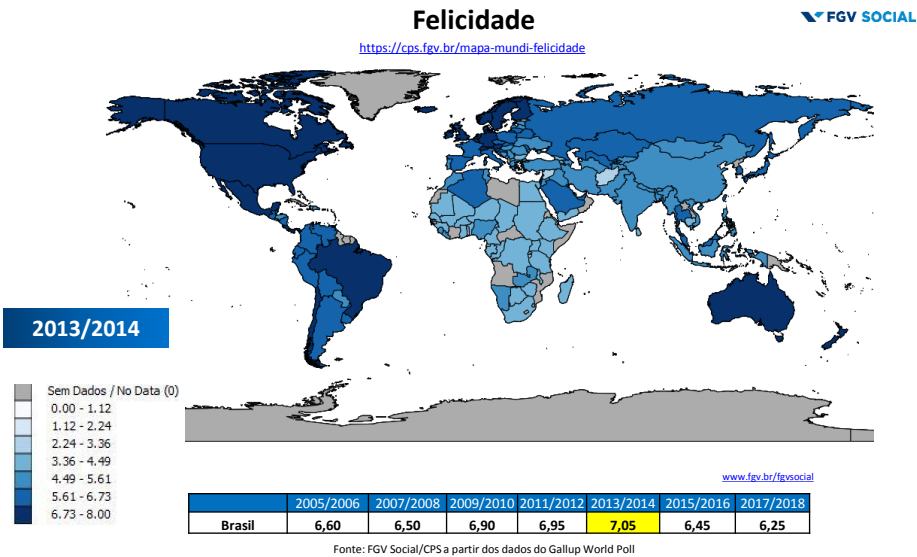 Felicidade
FGV SOCIAL
https://cps.fgv.br/mapa-mundi-felicidade
2013/2014
Sem Dados / No Data (0)
0.00 - 1.12
1.12 - 2.24
2.24 - 3.36
3.36 - 4.49
4.49 - 5.61
5.61 - 6.73
6.73 - 8.00
www.fgv.br/fgvsocial
2005/2006 2007/2008 2009/2010 2011/2012 2013/2014 2015/2016 2017/2018
Brasil 6,60 6,50 6,90 6,95 7,05 6,45 6,25
Fonte: FGV Social/CPS a partir dos dados do Gallup World Poll